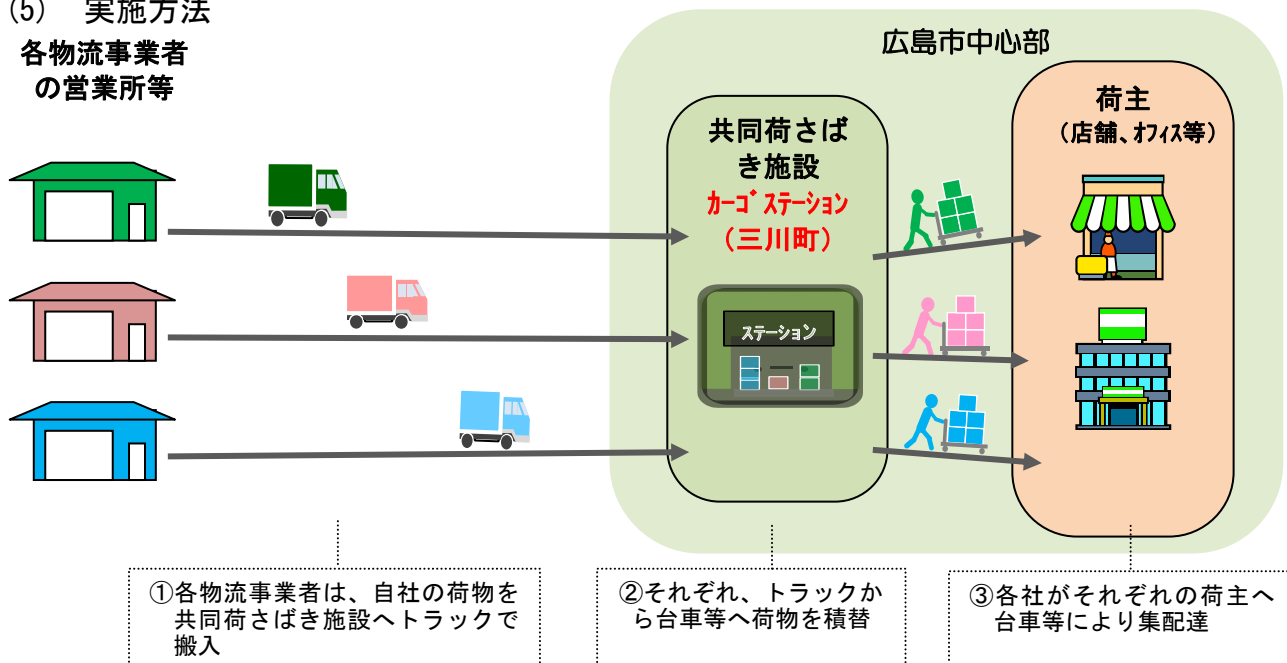 (5) 実施方法
各物流事業者
の営業所等
広島市中心部
共同荷さば
き施設
ｶｰｺﾞｽﾃｰｼｮﾝ
（三川町）
ステーション
荷主
（店舗、ｵﾌｨｽ等）
①各物流事業者は、自社の荷物を
共同荷さばき施設へトラックで
搬入
②それぞれ、トラックか
ら台車等へ荷物を積替
③各社がそれぞれの荷主へ
台車等により集配達